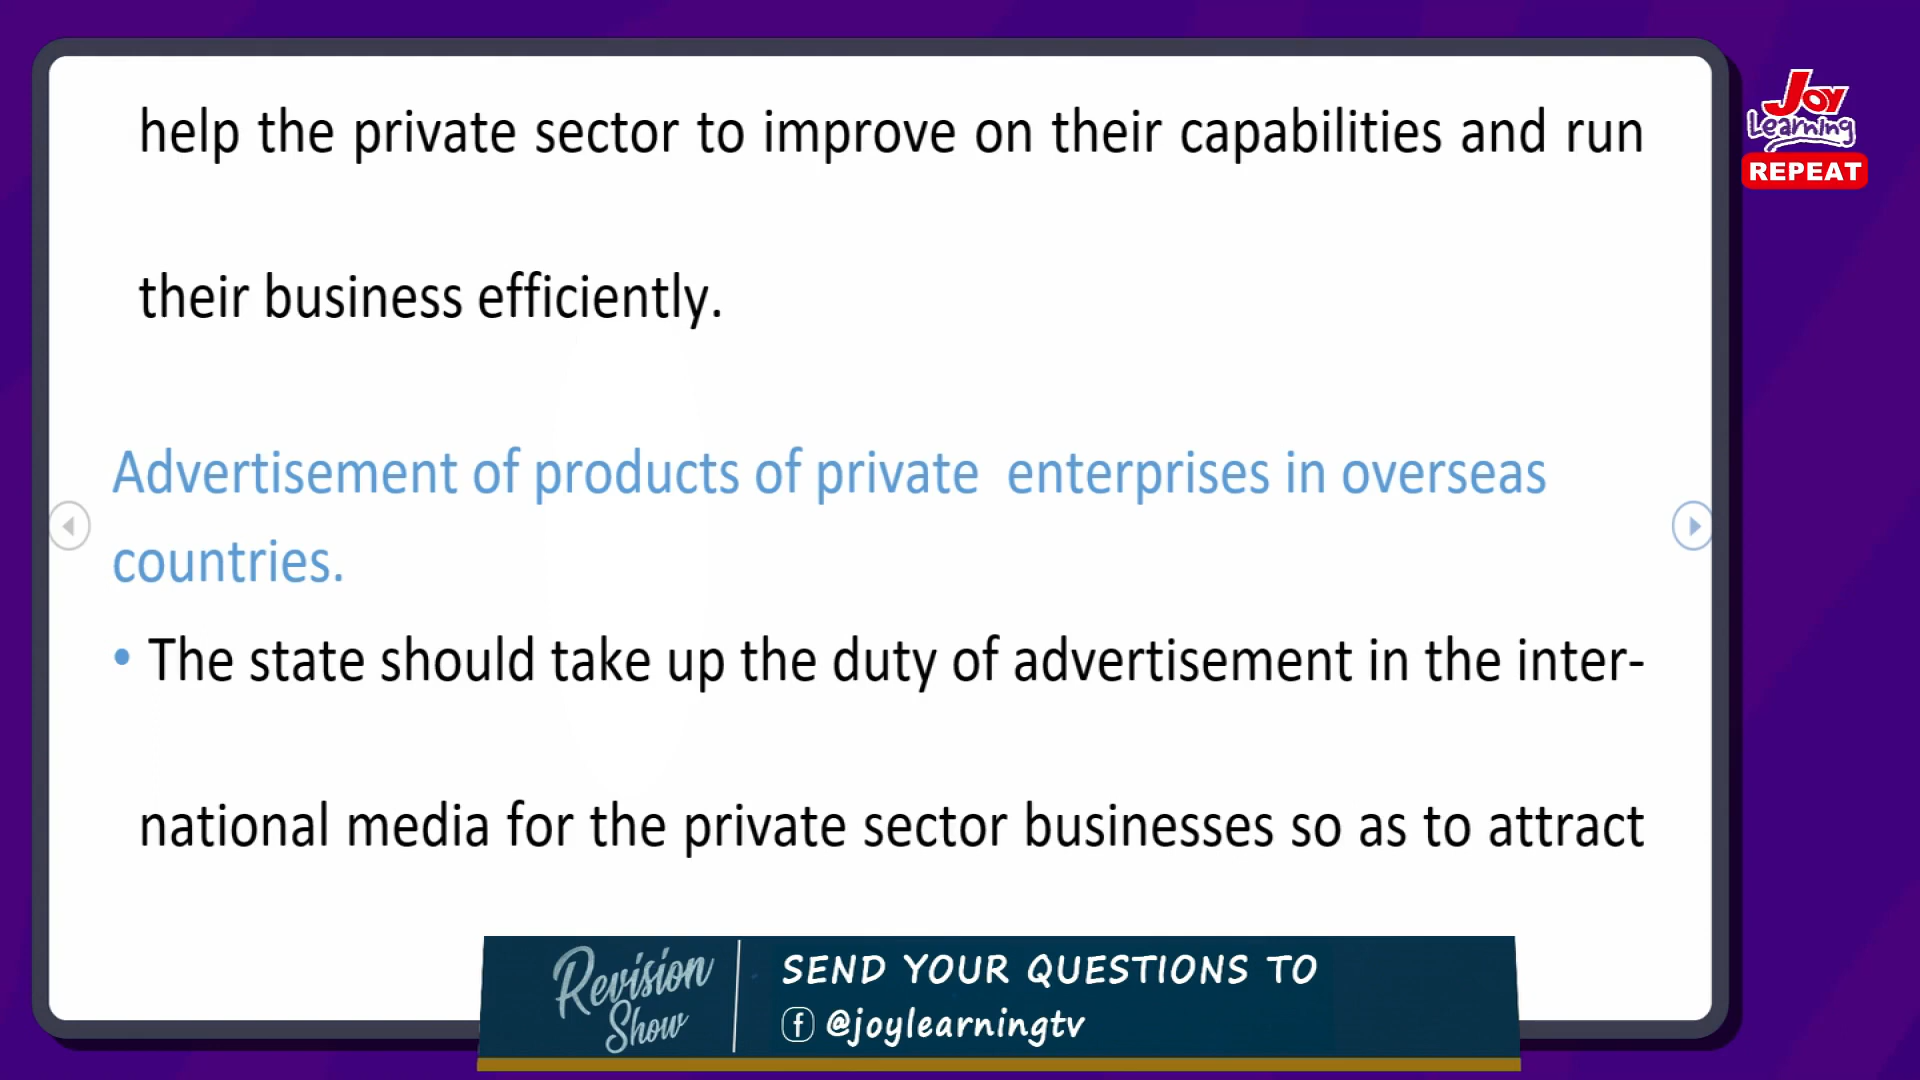 help the private sector to improve on their capabilities and run
their business efficiently.
Advertisement of products of private enterprises in overseas
countries.
• The state should take up the duty of advertisement in the inter-
national media for the private sector businesses so as to attract
Joy
Learning
REPEAT
Revision
Show
SEND YOUR QUESTIONS TO
@joylearningtv